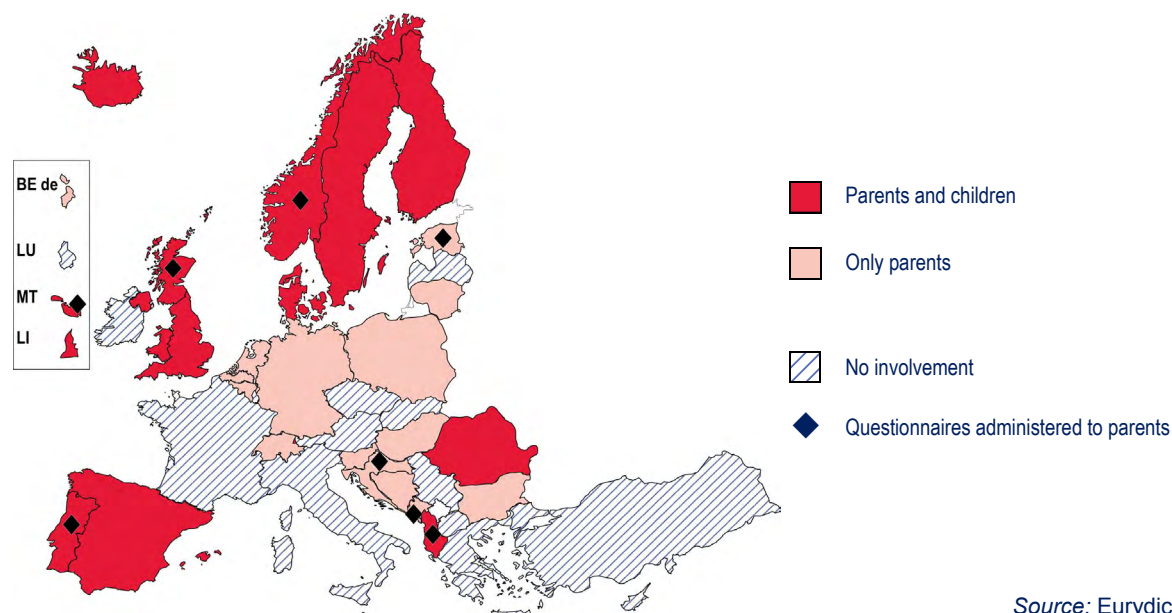 BE de
LU
MT
LI
Parents and children
Only parents
No involvement
Questionnaires administered to parents
Source: Eurydic